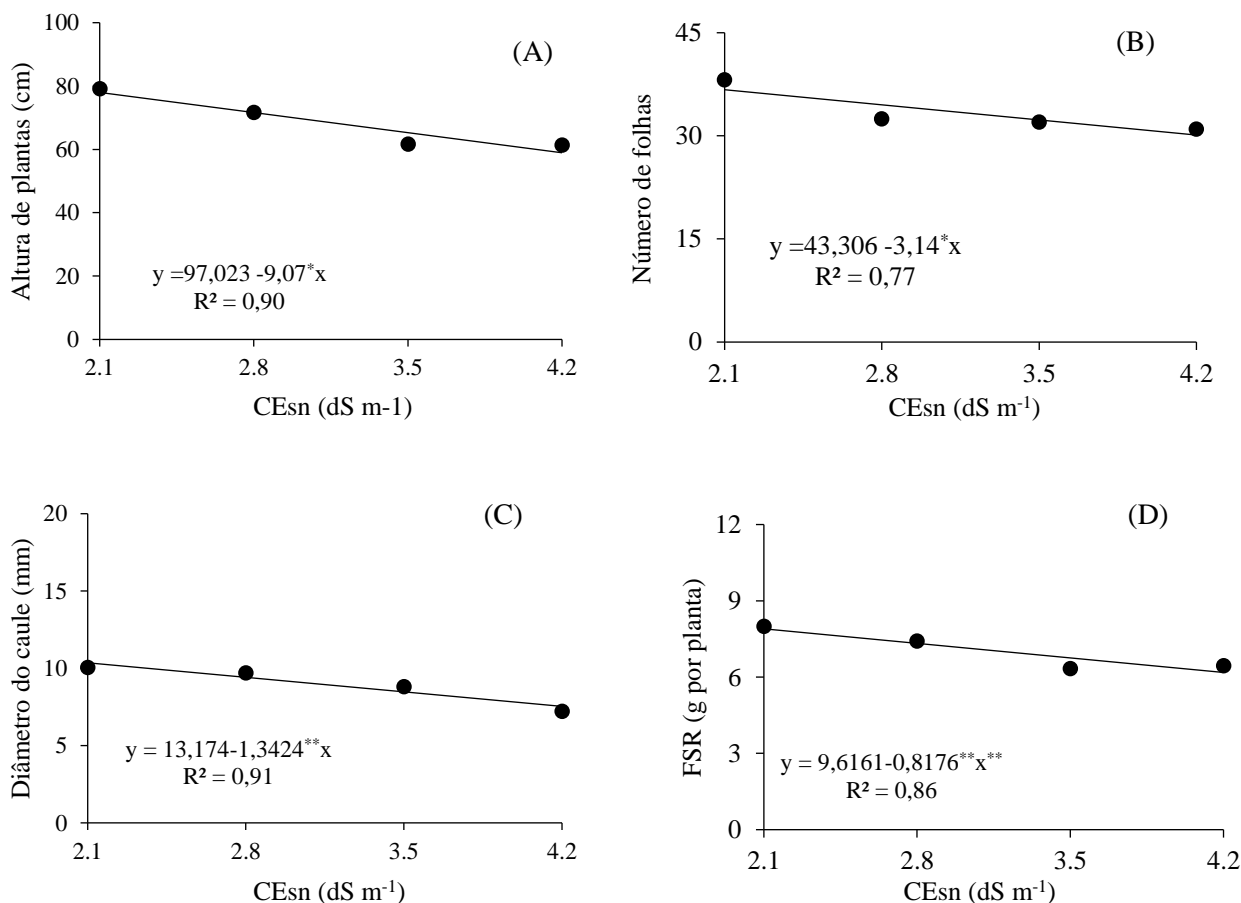 (A)
Altura de plantas (cm)
100
80
60
40
20
0
y =97,023 -9,07*x
R² = 0,90
2.1 2.8 3.5 4.2
CEsn (dS m-1)
(B)
Número de folhas
45
30
15
0
y =43,306 -3,14*x
R² = 0,77
2.1 2.8 3.5 4.2
CEsn (dS m⁻¹)
(C)
Diâmetro do caule (mm)
20
15
10
5
0
y = 13,174-1,3424**x
R² = 0,91
2.1 2.8 3.5 4.2
CEsn (dS m⁻¹)
(D)
FSR (g por planta)
12
9
6
3
0
y = 9,6161-0,8176**x**
R² = 0,86
2.1 2.8 3.5 4.2
CEsn (dS m⁻¹)